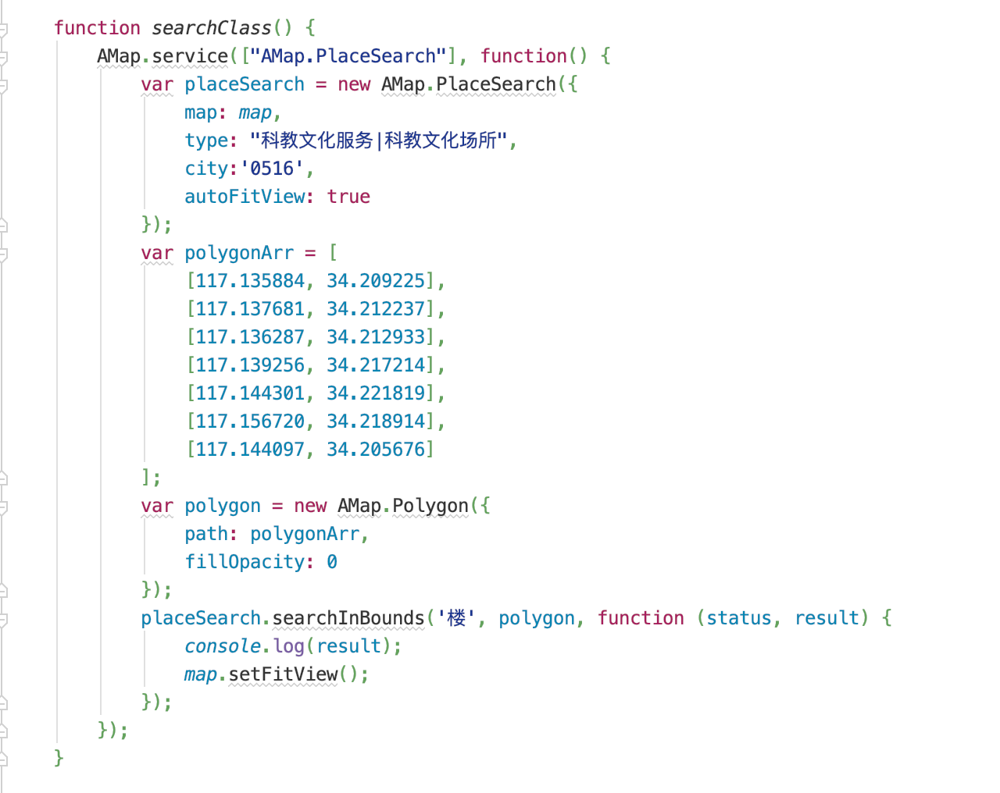 function searchClass() {
    AMap.service(["AMap.PlaceSearch"], function() {
        var placeSearch = new AMap.PlaceSearch({
            map: map,
            type: "科教文化服务|科教文化场所",
            city:'0516',
            autoFitView: true
        });
        var polygonArr = [
            [117.135884, 34.209225],
            [117.137681, 34.212237],
            [117.136287, 34.212933],
            [117.139256, 34.217214],
            [117.144301, 34.221819],
            [117.156720, 34.218914],
            [117.144097, 34.205676]
        ];
        var polygon = new AMap.Polygon({
            path: polygonArr,
            fillOpacity: 0
        });
        placeSearch.searchInBounds('楼', polygon, function (status, result) {
            console.log(result);
            map.setFitView();
        });
    });
}